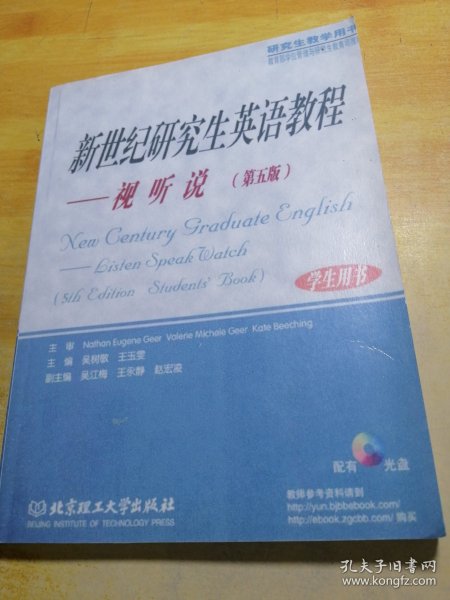 研究生教学用书
新世纪研究生英语教程
——视听说(第五版)
New Century Graduate English
——Listen Speak Watch
(5th Edition Students' Book)
学生用书
主审 Nathan Eugene Geer Valerie Michele Geer Kate Beeching
主编 吴树敬 王玉雯
副主编 吴江梅 王永静 赵宏凌
配有 光盘
教师参考资料请到
http://yun.bjbbebook.com/
http://ebook.zgcbb.com/ 购买
北京理工大学出版社
BEIJING INSTITUTE OF TECHNOLOGY PRESS
孔夫子旧书网
www.kongfz.com